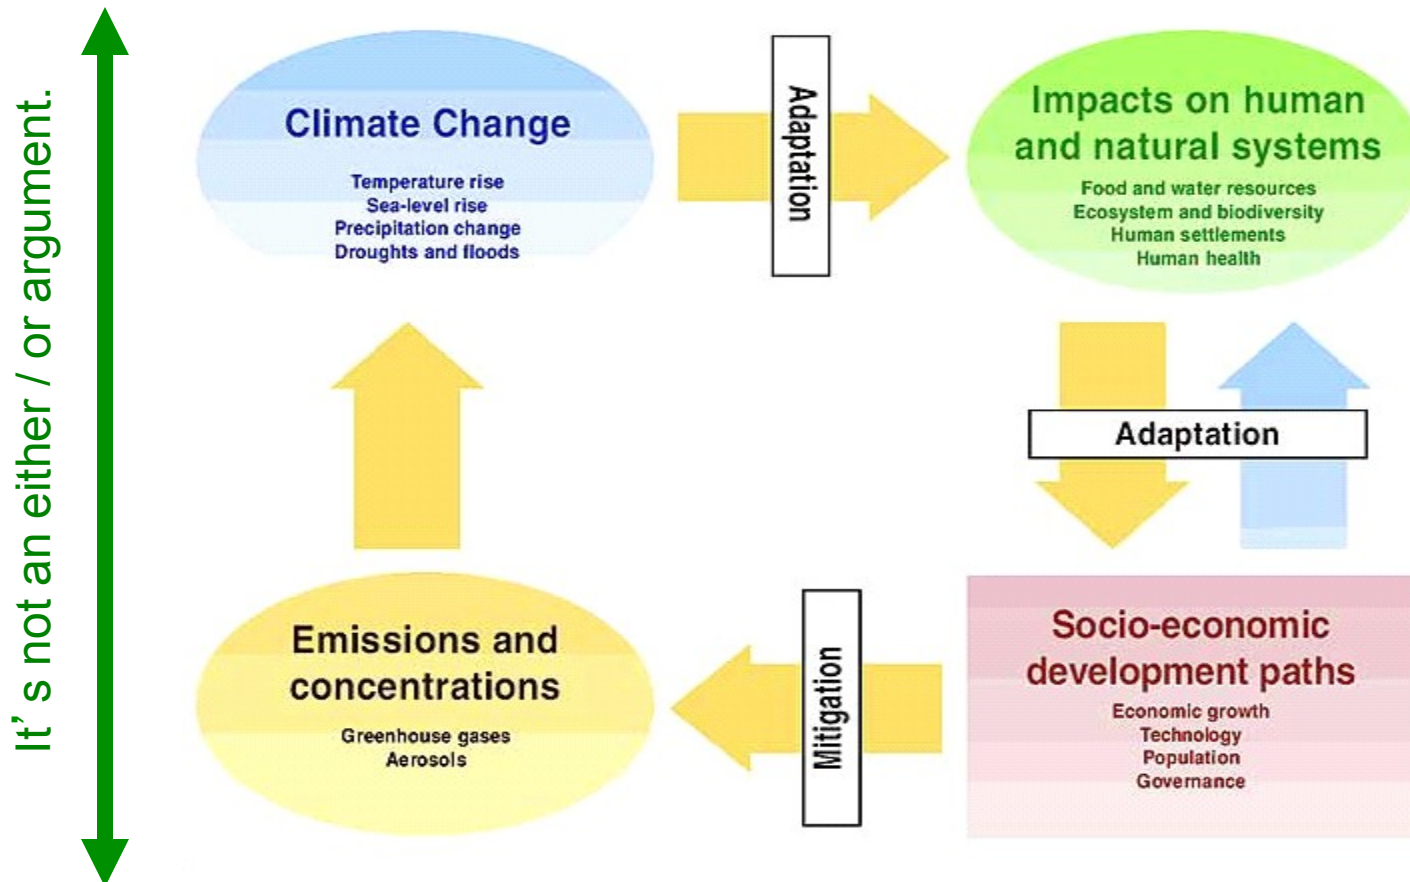 It' s not an either / or argument.
Climate Change
Temperature rise
Sea-level rise
Precipitation change
Droughts and floods
Adaptation
Impacts on human
and natural systems
Food and water resources
Ecosystem and biodiversity
Human settlements
Human health
Adaptation
Emissions and
concentrations
Greenhouse gases
Aerosols
Mitigation
Socio-economic
development paths
Economic growth
Technology
Population
Governance